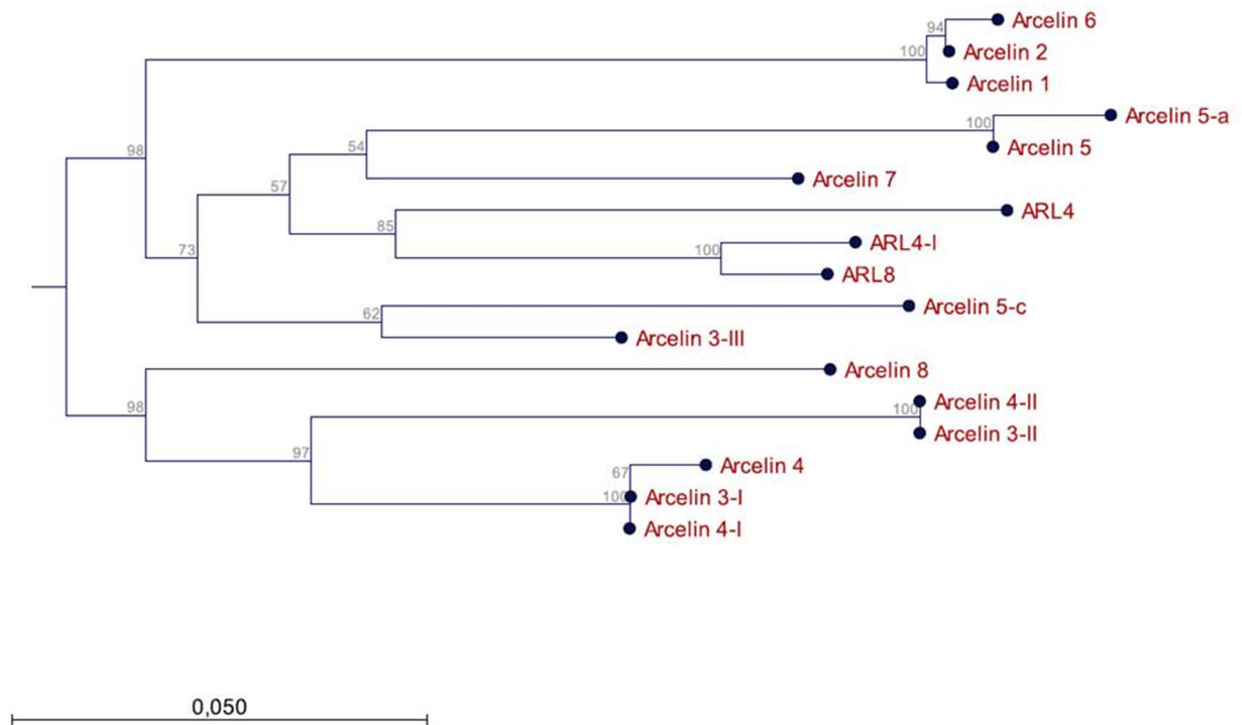 94
Arcelin 6
100
Arcelin 2
Arcelin 1
100
Arcelin 5-a
98
54
Arcelin 5
57
Arcelin 7
85
ARL4
73
100
ARL4-I
ARL8
62
Arcelin 5-c
Arcelin 3-III
98
Arcelin 8
100
Arcelin 4-II
Arcelin 3-II
97
67
Arcelin 4
100
Arcelin 3-I
Arcelin 4-I
0,050